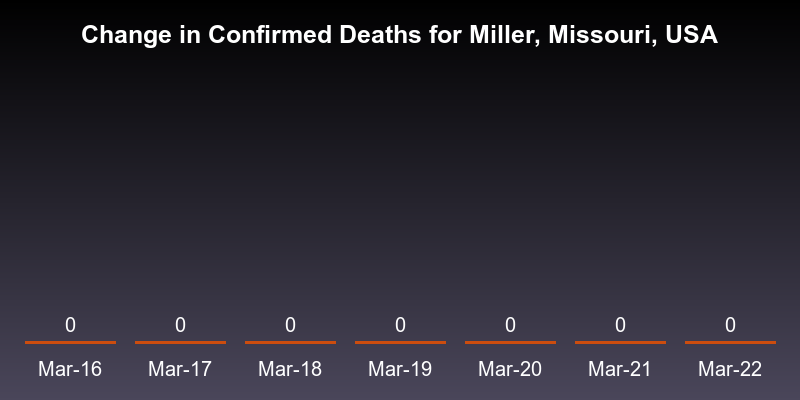 Change in Confirmed Deaths for Miller, Missouri, USA
0 0 0 0 0 0 0
Mar-16 Mar-17 Mar-18 Mar-19 Mar-20 Mar-21 Mar-22